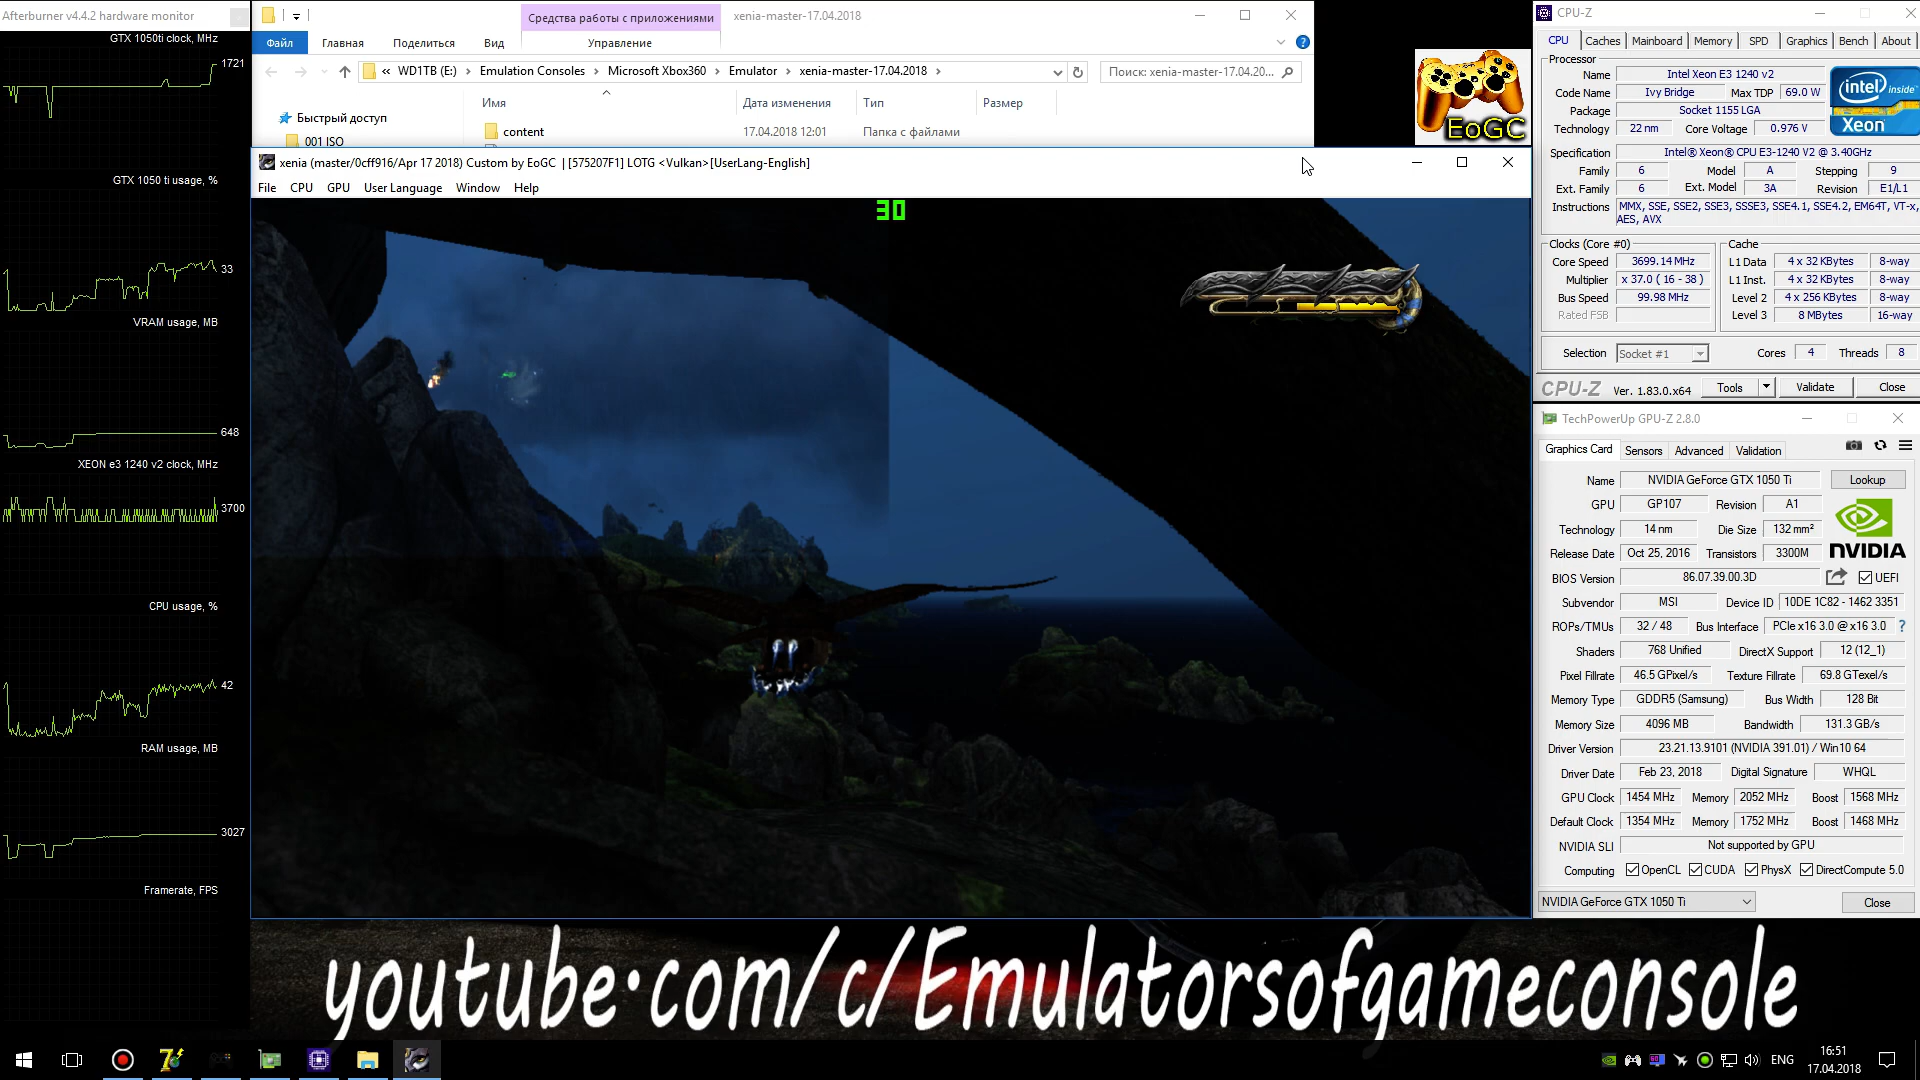 Afterburner v4.4.2 hardware monitor
GTX 1050ti clock, MHz
1721
GTX 1050 ti usage, %
33
VRAM usage, MB
648
XEON e3 1240 v2 clock, MHz
3700
CPU usage, %
42
RAM usage, MB
3027
Framerate, FPS
Средства работы с приложениями
xenia-master-17.04.2018
Файл
Главная
Поделиться
Вид
Управление
« WD1TB (E:) > Emulation Consoles > Microsoft Xbox360 > Emulator > xenia-master-17.04.2018 >
Поиск: xenia-master-17.04.20...
Имя
Дата изменения
Тип
Размер
Быстрый доступ
001 ISO
content
17.04.2018 12:01
Папка с файлами
EoGC
xenia (master/0cff916/Apr 17 2018) Custom by EoGC | [575207F1] LOTG <Vulkan>[UserLang-English]
File CPU GPU User Language Window Help
30
CPU-Z
CPU Caches Mainboard Memory SPD Graphics Bench About
Processor
Name Intel Xeon E3 1240 v2
Code Name Ivy Bridge Max TDP 69.0 W
Package Socket 1155 LGA
Technology 22 nm Core Voltage 0.976 V
intel inside™
Xeon
Specification Intel® Xeon® CPU E3-1240 V2 @ 3.40GHz
Family 6 Model A Stepping 9
Ext. Family 6 Ext. Model 3A Revision E1/L1
Instructions MMX, SSE, SSE2, SSE3, SSSE3, SSE4.1, SSE4.2, EM64T, VT-x,
AES, AVX
Clocks (Core #0)
Core Speed 3699.14 MHz
Multiplier x 37.0 ( 16 - 38 )
Bus Speed 99.98 MHz
Rated FSB
Cache
L1 Data 4 x 32 KBytes 8-way
L1 Inst. 4 x 32 KBytes 8-way
Level 2 4 x 256 KBytes 8-way
Level 3 8 MBytes 16-way
Selection Socket #1 Cores 4 Threads 8
CPU-Z Ver. 1.83.0.x64 Tools Validate Close
TechPowerUp GPU-Z 2.8.0
Graphics Card Sensors Advanced Validation
Name NVIDIA GeForce GTX 1050 Ti Lookup
GPU GP107 Revision A1
Technology 14 nm Die Size 132 mm²
Release Date Oct 25, 2016 Transistors 3300M
NVIDIA
BIOS Version 86.07.39.00.3D UEFI
Subvendor MSI Device ID 10DE 1C82 - 1462 3351
ROPs/TMUs 32 / 48 Bus Interface PCIe x16 3.0 @ x16 3.0 ?
Shaders 768 Unified DirectX Support 12 (12_1)
Pixel Fillrate 46.5 GPixel/s Texture Fillrate 69.8 GTexel/s
Memory Type GDDR5 (Samsung) Bus Width 128 Bit
Memory Size 4096 MB Bandwidth 131.3 GB/s
Driver Version 23.21.13.9101 (NVIDIA 391.01) / Win10 64
Driver Date Feb 23, 2018 Digital Signature WHQL
GPU Clock 1454 MHz Memory 2052 MHz Boost 1568 MHz
Default Clock 1354 MHz Memory 1752 MHz Boost 1468 MHz
NVIDIA SLI Not supported by GPU
Computing OpenCL CUDA PhysX DirectCompute 5.0
NVIDIA GeForce GTX 1050 Ti Close
youtube.com/c/Emulatorsofgameconsole
ENG
16:51
17.04.2018